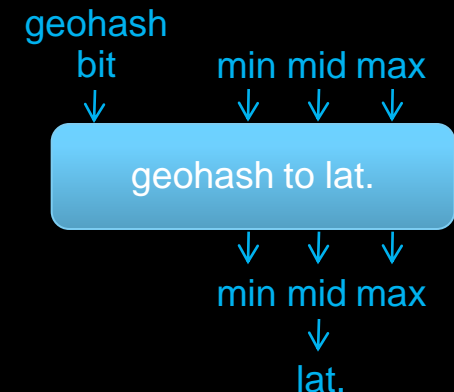 geohash
bit
min mid max
geohash to lat.
min mid max
lat.